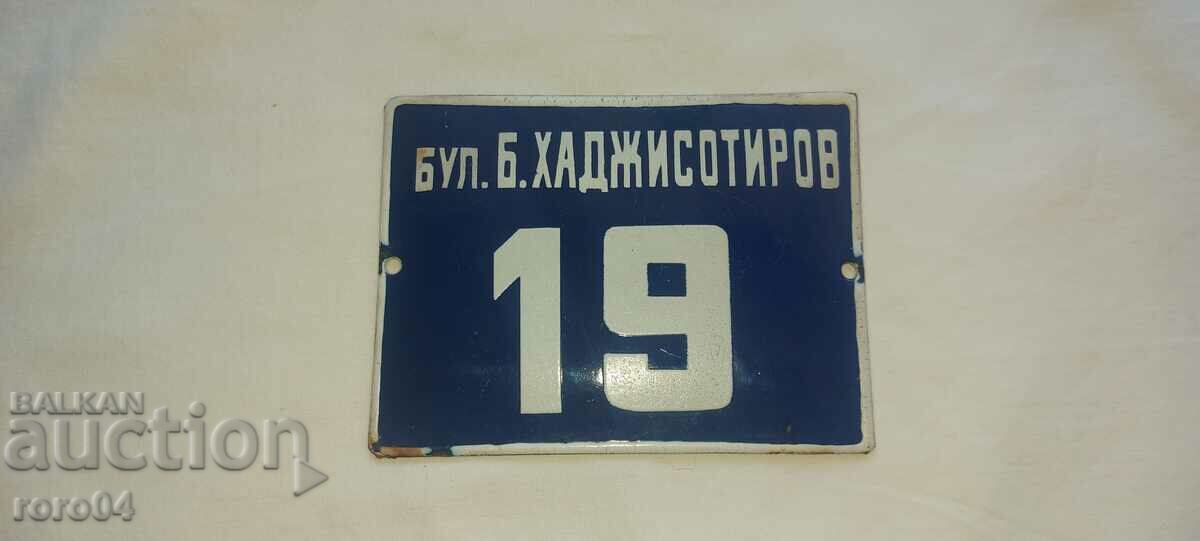 БУЛ. Б. ХАДЖИСОТИРОВ
19
BALKAN
auction
roro04